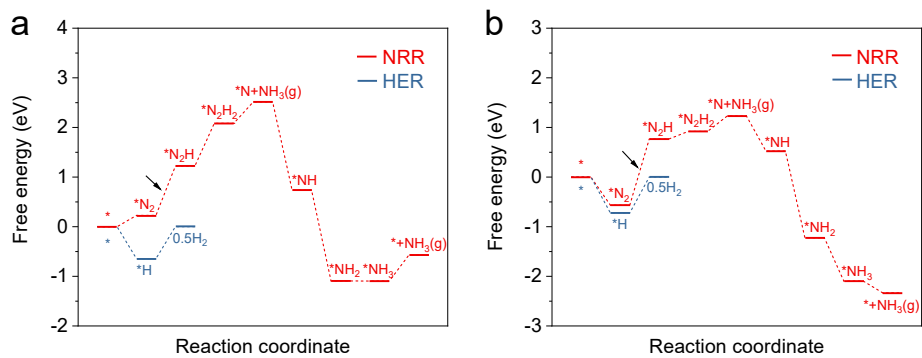 a
Free energy (eV)
4
3
2
1
0
-1
-2
NRR
HER
*N+NH₃(g)
*N₂H₂
*N₂H
*N₂
*
*
*H
0.5H₂
*NH
*NH₂
*NH₃
*+NH₃(g)
Reaction coordinate
b
Free energy (eV)
3
2
1
0
-1
-2
-3
NRR
HER
*N+NH₃(g)
*N₂H
*N₂H₂
*NH
*
*
*N₂
*H
0.5H₂
*NH₂
*NH₃
*+NH₃(g)
Reaction coordinate